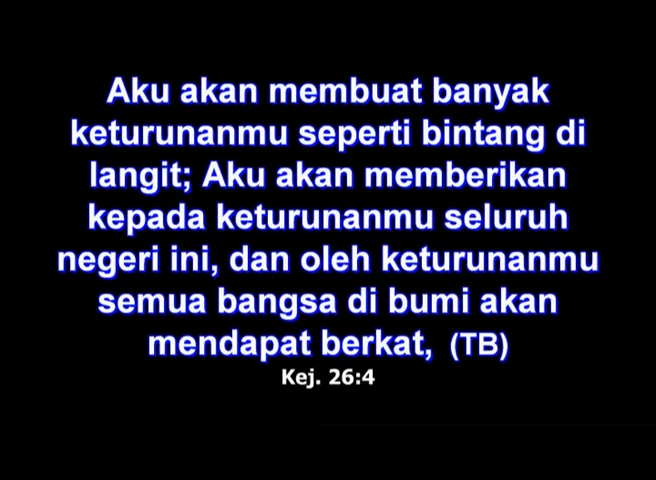 Aku akan membuat banyak
keturunanmu seperti bintang di
langit; Aku akan memberikan
kepada keturunanmu seluruh
negeri ini, dan oleh keturunanmu
semua bangsa di bumi akan
mendapat berkat, (TB)
Kej. 26:4